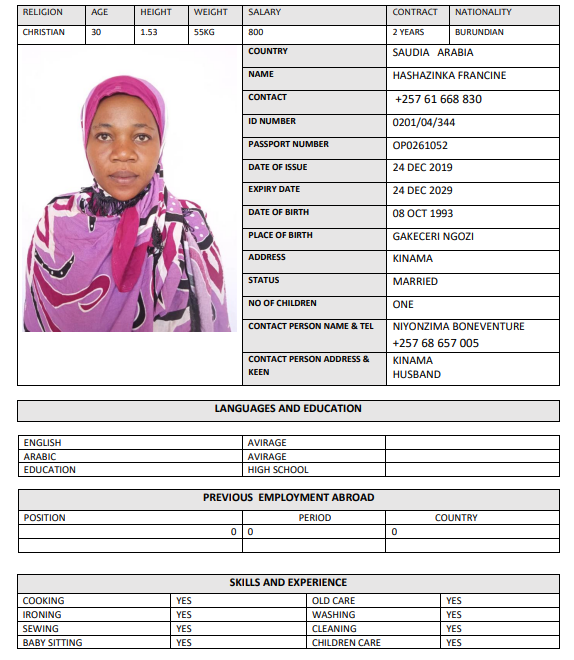 RELIGION AGE HEIGHT WEIGHT SALARY CONTRACT NATIONALITY
CHRISTIAN 30 1.53 55KG 800 2 YEARS BURUNDIAN
COUNTRY SAUDIA ARABIA
NAME HASHAZINKA FRANCINE
CONTACT +257 61 668 830
ID NUMBER 0201/04/344
PASSPORT NUMBER OP0261052
DATE OF ISSUE 24 DEC 2019
EXPIRY DATE 24 DEC 2029
DATE OF BIRTH 08 OCT 1993
PLACE OF BIRTH GAKECERI NGOZI
ADDRESS KINAMA
STATUS MARRIED
NO OF CHILDREN ONE
CONTACT PERSON NAME & TEL NIYONZIMA BONEVENTURE
+257 68 657 005
CONTACT PERSON ADDRESS & KINAMA
KEEN HUSBAND
LANGUAGES AND EDUCATION
ENGLISH AVIRAGE
ARABIC AVIRAGE
EDUCATION HIGH SCHOOL
PREVIOUS EMPLOYMENT ABROAD
POSITION PERIOD COUNTRY
0 0 0
SKILLS AND EXPERIENCE
COOKING YES OLD CARE YES
IRONING YES WASHING YES
SEWING YES CLEANING YES
BABY SITTING YES CHILDREN CARE YES